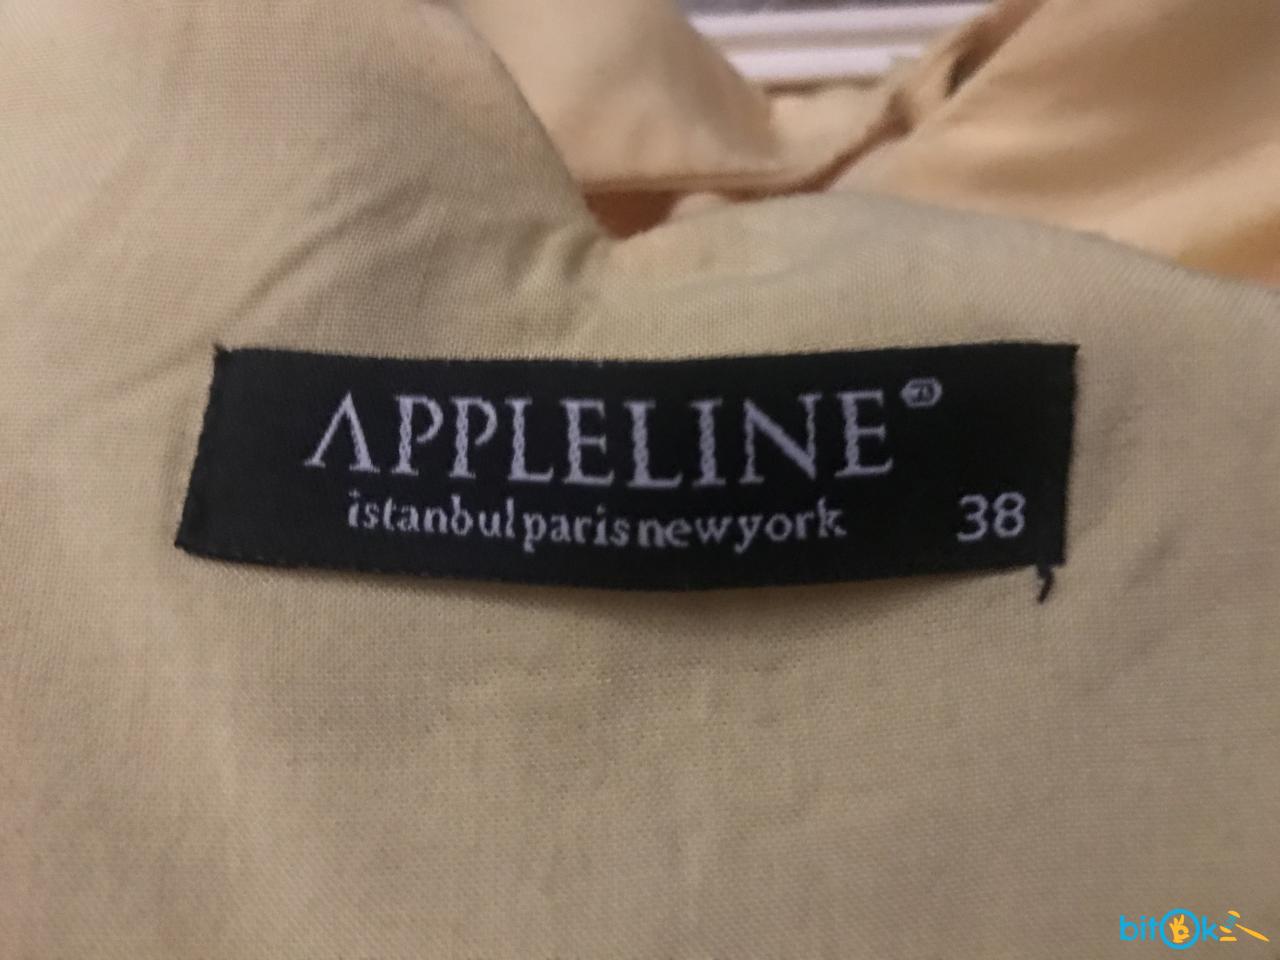 APPLELINE®
istanbul paris new york 38
bitOk